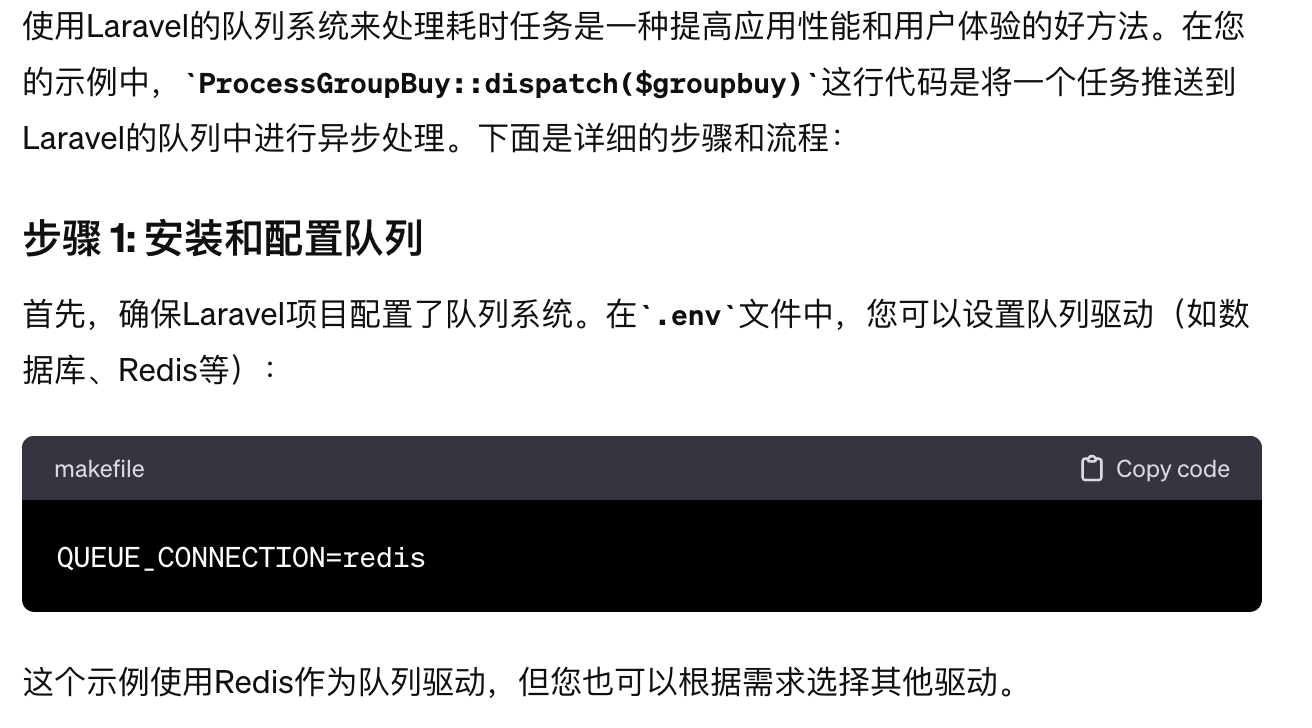 使用Laravel的队列系统来处理耗时任务是一种提高应用性能和用户体验的好方法。在您
的示例中，`ProcessGroupBuy::dispatch($groupbuy)`这行代码是将一个任务推送到
Laravel的队列中进行异步处理。下面是详细的步骤和流程：
步骤 1: 安装和配置队列
首先，确保Laravel项目配置了队列系统。在`.env`文件中，您可以设置队列驱动（如数
据库、Redis等）：
makefile
Copy code
QUEUE_CONNECTION=redis
这个示例使用Redis作为队列驱动，但您也可以根据需求选择其他驱动。